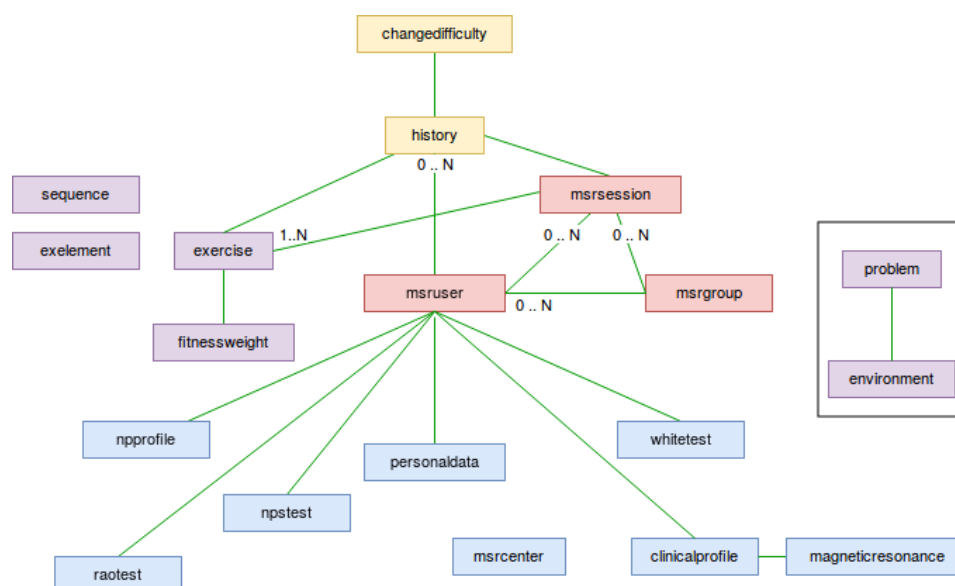 changedifficulty
history
0 .. N
sequence
msrsession
exelement
exercise
1..N
0 .. N
0 .. N
problem
msruser
msrgroup
0 .. N
fitnessweight
environment
npprofile
whitetest
personaldata
npstest
msrcenter
clinicalprofile
magneticresonance
raotest